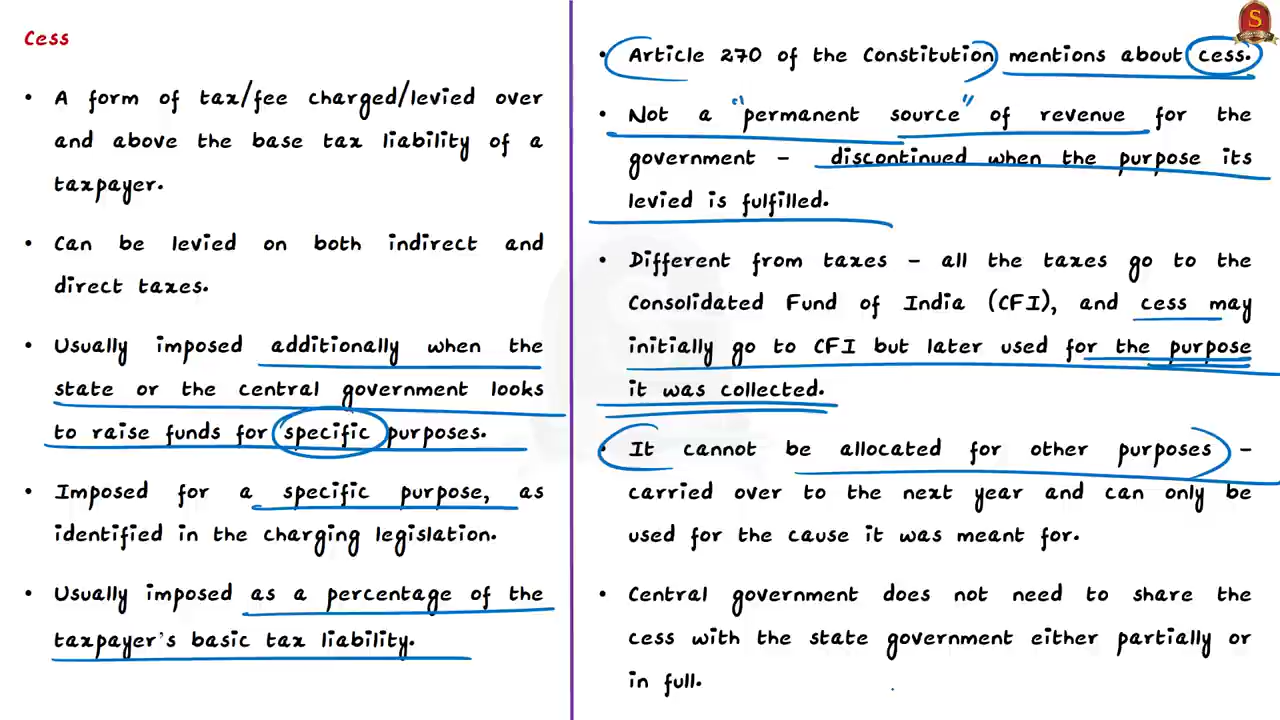 Cess
• A form of tax/fee charged/levied over
and above the base tax liability of a
taxpayer.
• Can be levied on both indirect and
direct taxes.
• Usually imposed additionally when the
state or the central government looks
to raise funds for specific purposes.
• Imposed for a specific purpose, as
identified in the charging legislation.
• Usually imposed as a percentage of the
taxpayer's basic tax liability.
• Article 270 of the Constitution mentions about cess.
• Not a "permanent source" of revenue for the
government – discontinued when the purpose its
levied is fulfilled.
• Different from taxes – all the taxes go to the
Consolidated Fund of India (CFI), and cess may
initially go to CFI but later used for the purpose
it was collected.
• It cannot be allocated for other purposes –
carried over to the next year and can only be
used for the cause it was meant for.
• Central government does not need to share the
cess with the state government either partially or
in full.
S